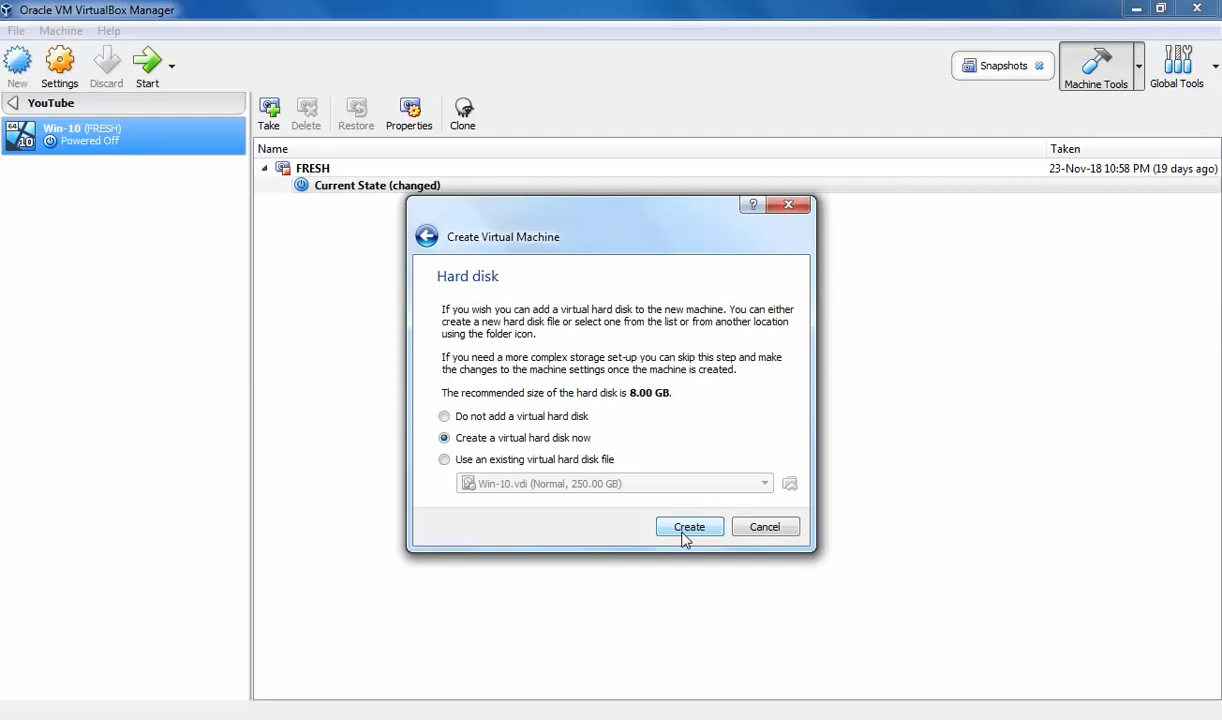 Oracle VM VirtualBox Manager
File Machine Help
New Settings Discard Start
Snapshots
Machine Tools
Global Tools
YouTube
64
10
Win-10 (FRESH)
Powered Off
Take Delete Restore Properties Clone
Name Taken
FRESH 23-Nov-18 10:58 PM (19 days ago)
Current State (changed)
?
Create Virtual Machine
Hard disk
If you wish you can add a virtual hard disk to the new machine. You can either
create a new hard disk file or select one from the list or from another location
using the folder icon.
If you need a more complex storage set-up you can skip this step and make
the changes to the machine settings once the machine is created.
The recommended size of the hard disk is 8.00 GB.
Do not add a virtual hard disk
Create a virtual hard disk now
Use an existing virtual hard disk file
Win-10.vdi (Normal, 250.00 GB)
Create Cancel